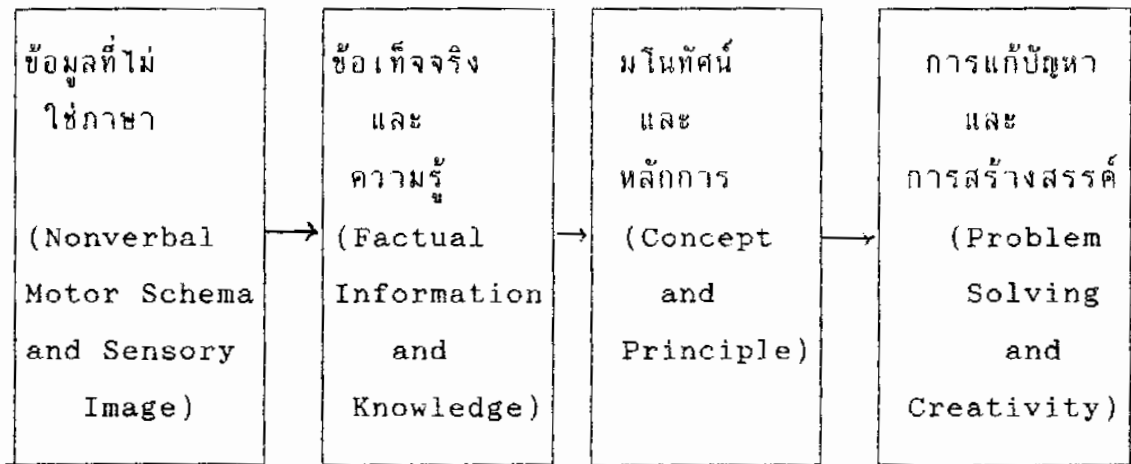 ข้อมูลที่ไม่
ใช่ภาษา
(Nonverbal
Motor Schema
and Sensory
Image)
ข้อเท็จจริง
และ
ความรู้
(Factual
Information
and
Knowledge)
มโนทัศน์
และ
หลักการ
(Concept
and
Principle)
การแก้ปัญหา
และ
การสร้างสรรค์
(Problem
Solving
and
Creativity)